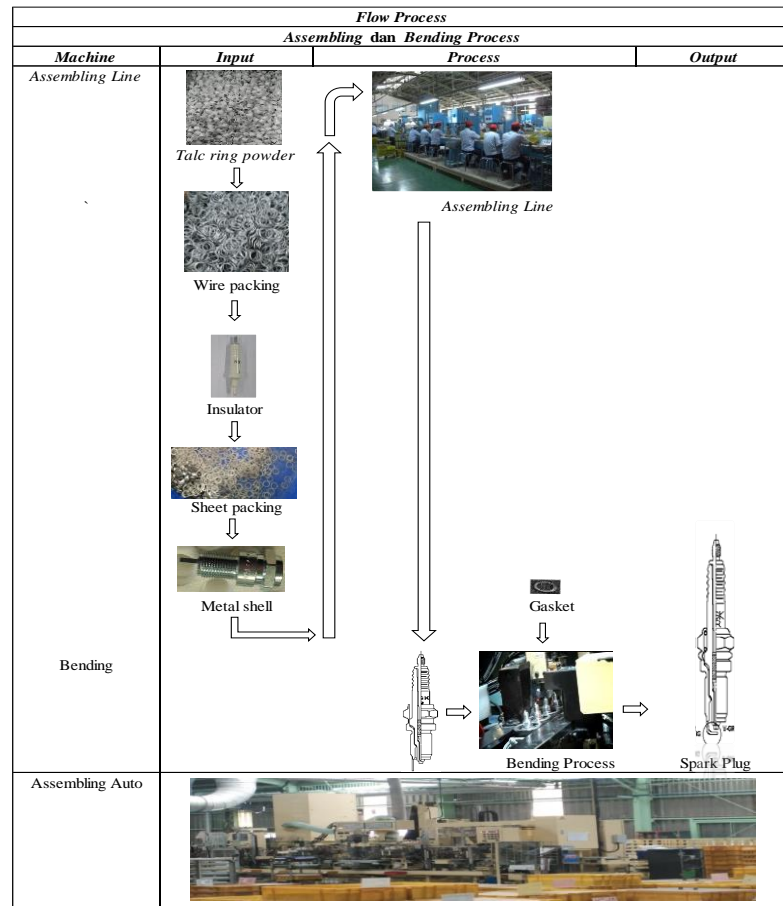 Flow Process
Assembling dan Bending Process
Machine Input Process Output
Assembling Line
Talc ring powder
`
Assembling Line
Wire packing
Insulator
Sheet packing
Metal shell
Gasket
Bending
Bending Process
Spark Plug
Assembling Auto